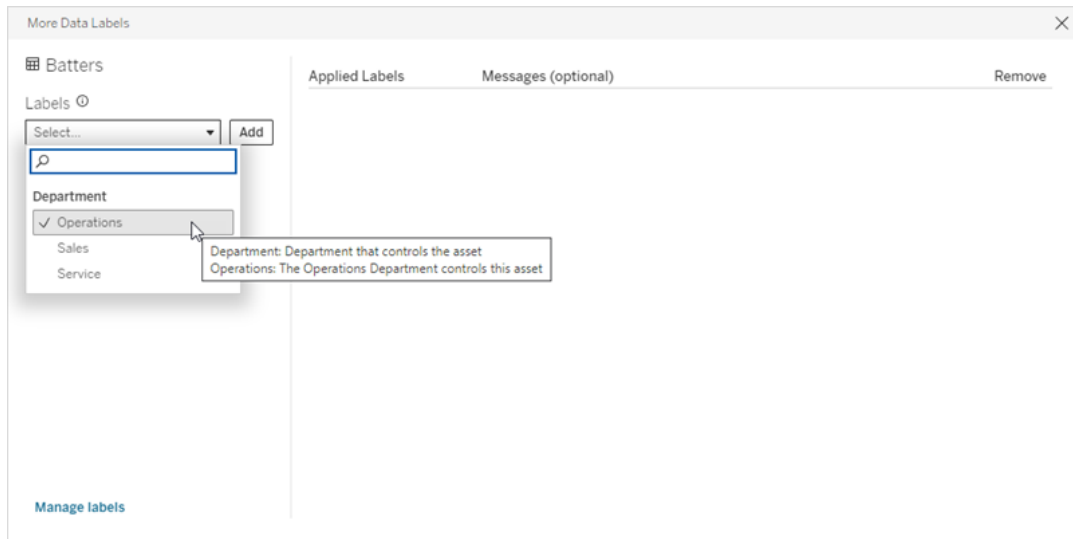 More Data Labels
Batters
Labels
Select...
Add
Department
Operations
Sales
Service
Department: Department that controls the asset
Operations: The Operations Department controls this asset
Manage labels
Applied Labels
Messages (optional)
Remove